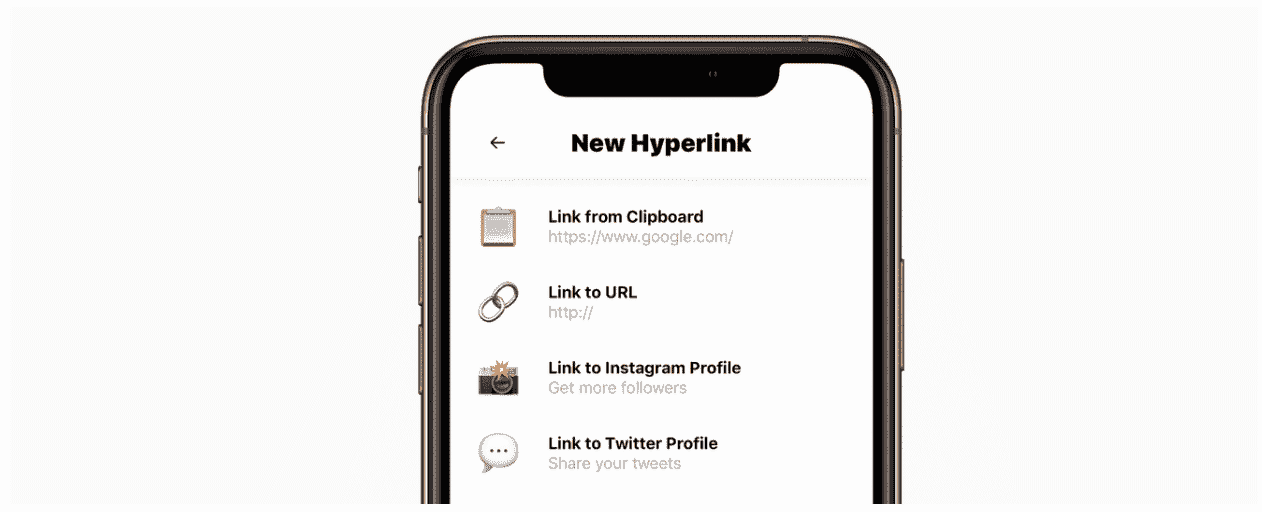 New Hyperlink
Link from Clipboard
https://www.google.com/
Link to URL
http://
Link to Instagram Profile
Get more followers
Link to Twitter Profile
Share your tweets